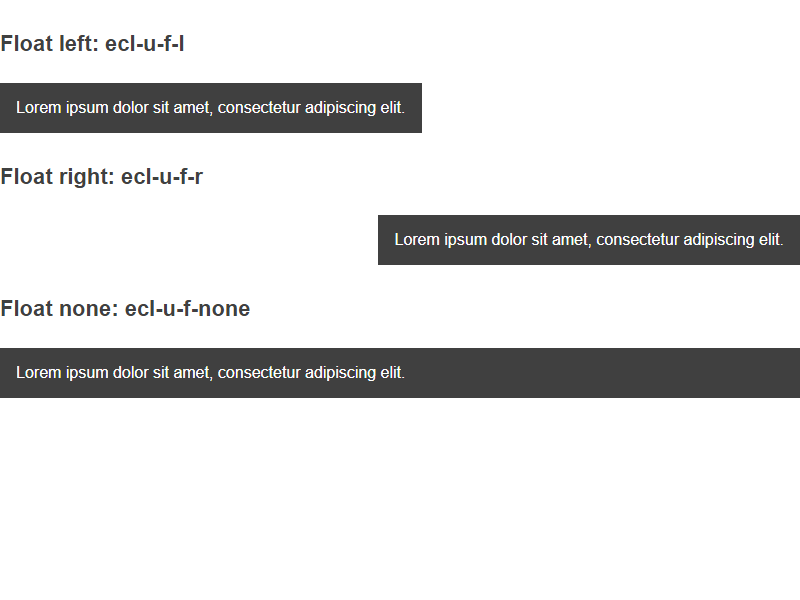 Float left: ecl-u-f-l
Lorem ipsum dolor sit amet, consectetur adipiscing elit.
Float right: ecl-u-f-r
Lorem ipsum dolor sit amet, consectetur adipiscing elit.
Float none: ecl-u-f-none
Lorem ipsum dolor sit amet, consectetur adipiscing elit.